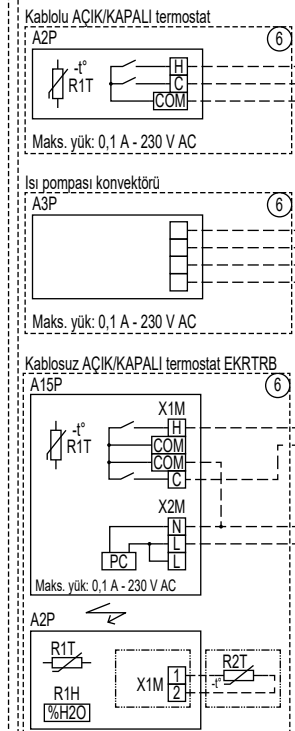 Kablolu AÇIK/KAPALI termostat
A2P
6
-t°
R1T
H
C
COM
Maks. yük: 0,1 A - 230 V AC
Isı pompası konvektörü
A3P
6
Maks. yük: 0,1 A - 230 V AC
Kablosuz AÇIK/KAPALI termostat EKRTRB
A15P
6
X1M
-t°
R1T
H
COM
COM
C
X2M
N
L
L
PC
Maks. yük: 0,1 A - 230 V AC
A2P
R1T
R1H
%H2O
X1M
1
2
R2T
-t°